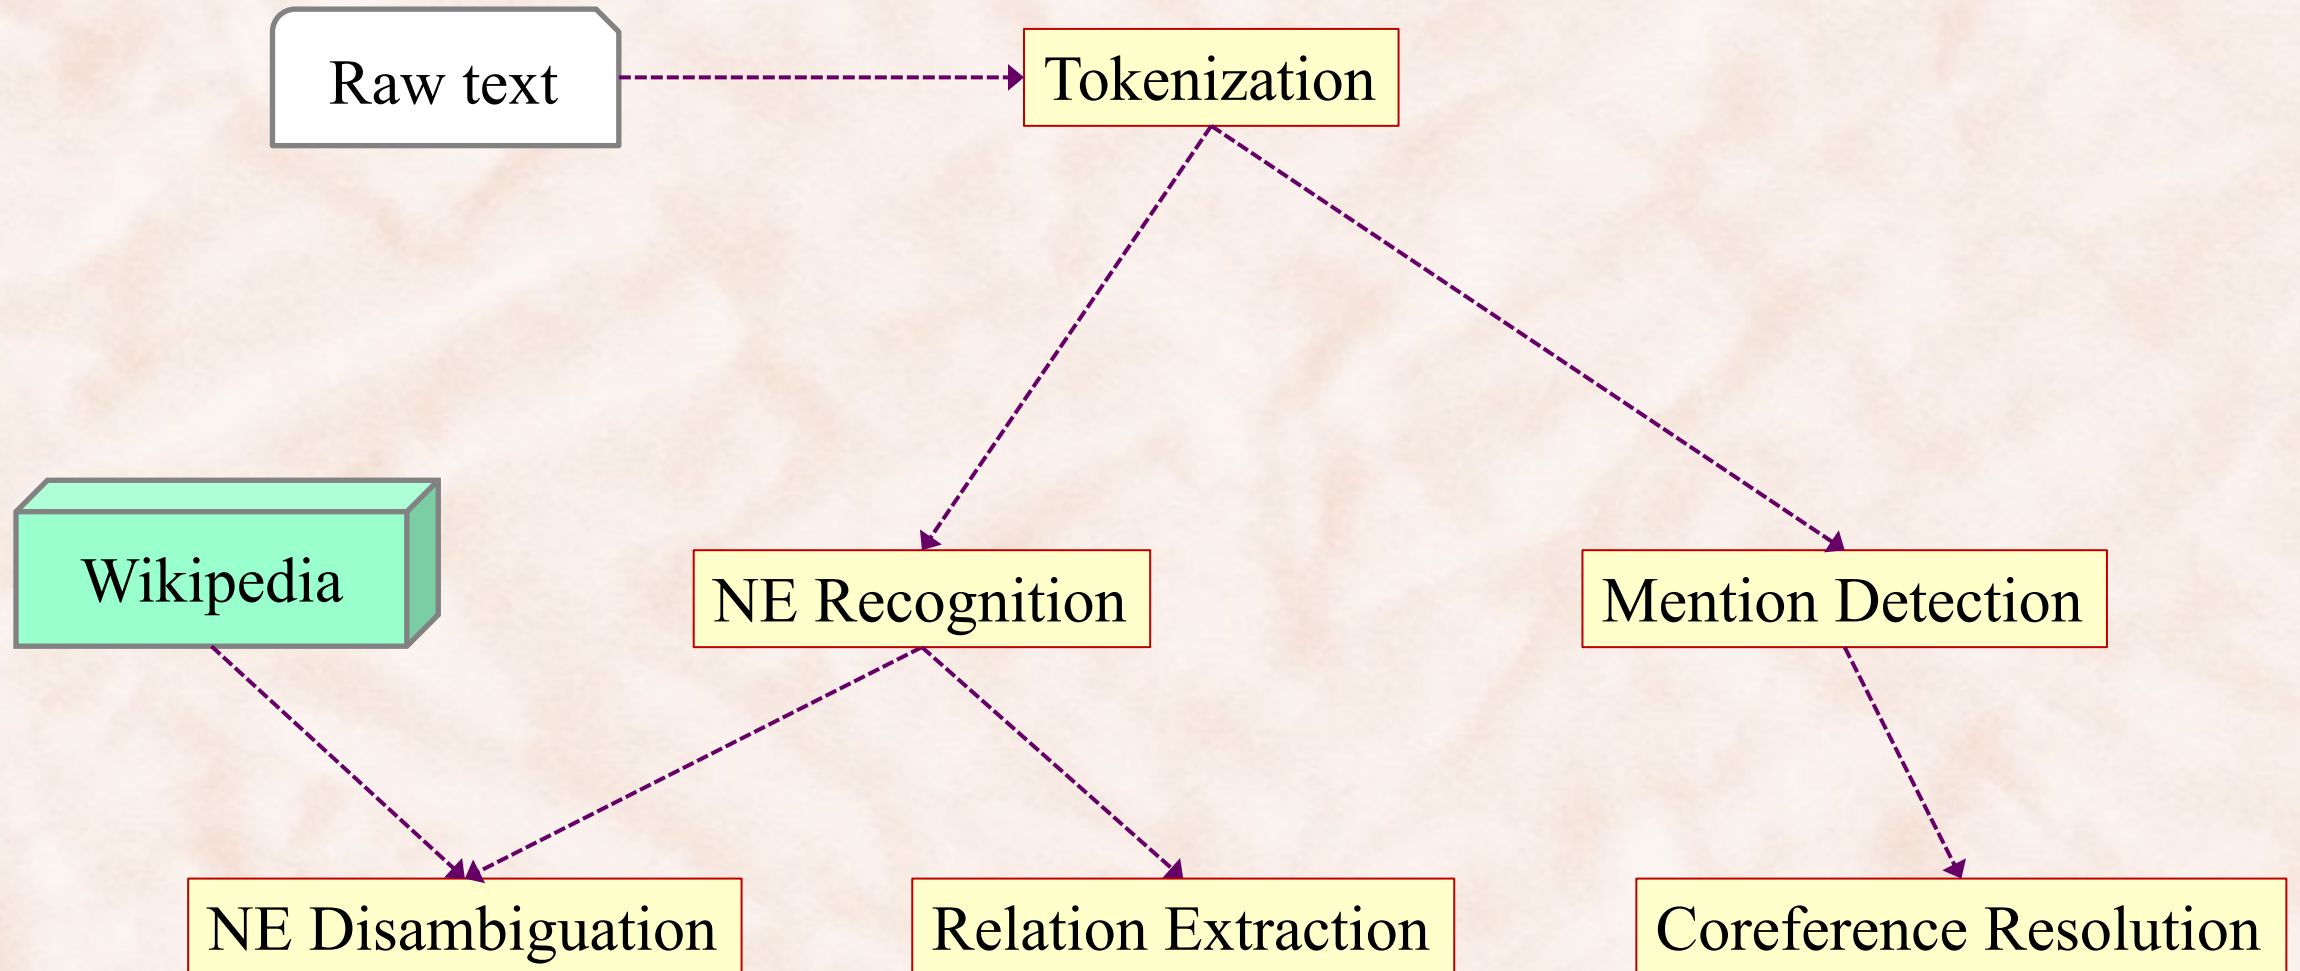 Raw text
Tokenization
Wikipedia
NE Recognition
Mention Detection
NE Disambiguation
Relation Extraction
Coreference Resolution